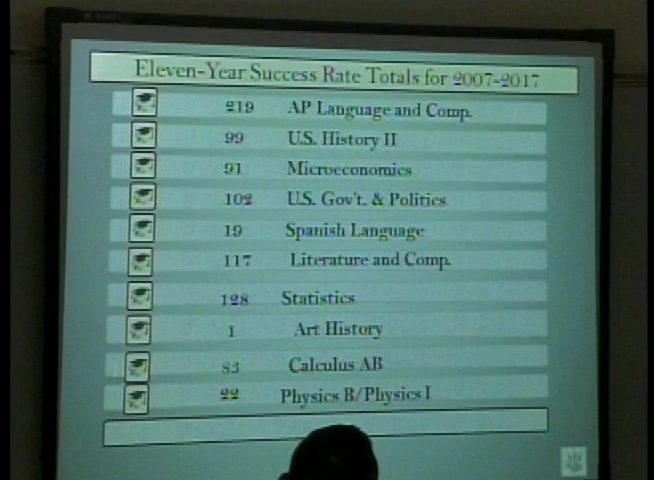 Eleven-Year Success Rate Totals for 2007-2017
219 AP Language and Comp.
99 U.S. History II
91 Microeconomics
102 U.S. Gov't. & Politics
19 Spanish Language
117 Literature and Comp.
128 Statistics
1 Art History
83 Calculus AB
22 Physics B/Physics I